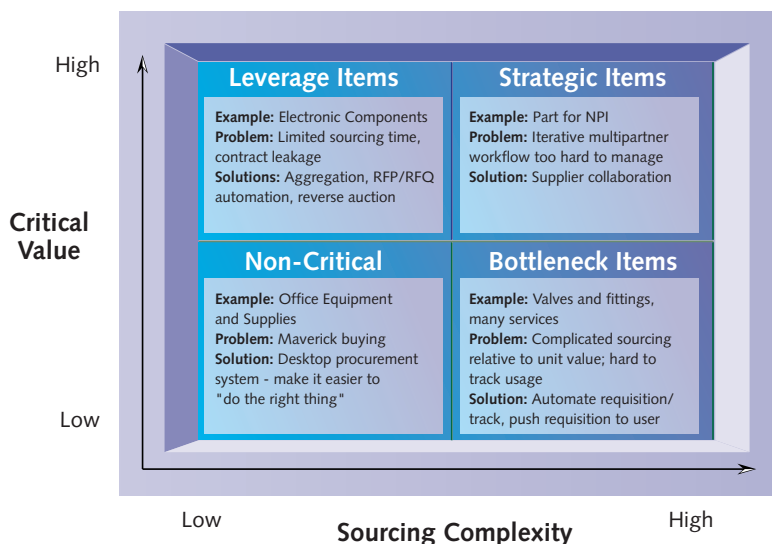 High
Critical
Value
Low
Leverage Items
Example: Electronic Components
Problem: Limited sourcing time,
contract leakage
Solutions: Aggregation, RFP/RFQ
automation, reverse auction
Strategic Items
Example: Part for NPI
Problem: Iterative multipartner
workflow too hard to manage
Solution: Supplier collaboration
Non-Critical
Example: Office Equipment
and Supplies
Problem: Maverick buying
Solution: Desktop procurement
system - make it easier to
"do the right thing"
Bottleneck Items
Example: Valves and fittings,
many services
Problem: Complicated sourcing
relative to unit value; hard to
track usage
Solution: Automate requisition/
track, push requisition to user
Low
Sourcing Complexity
High